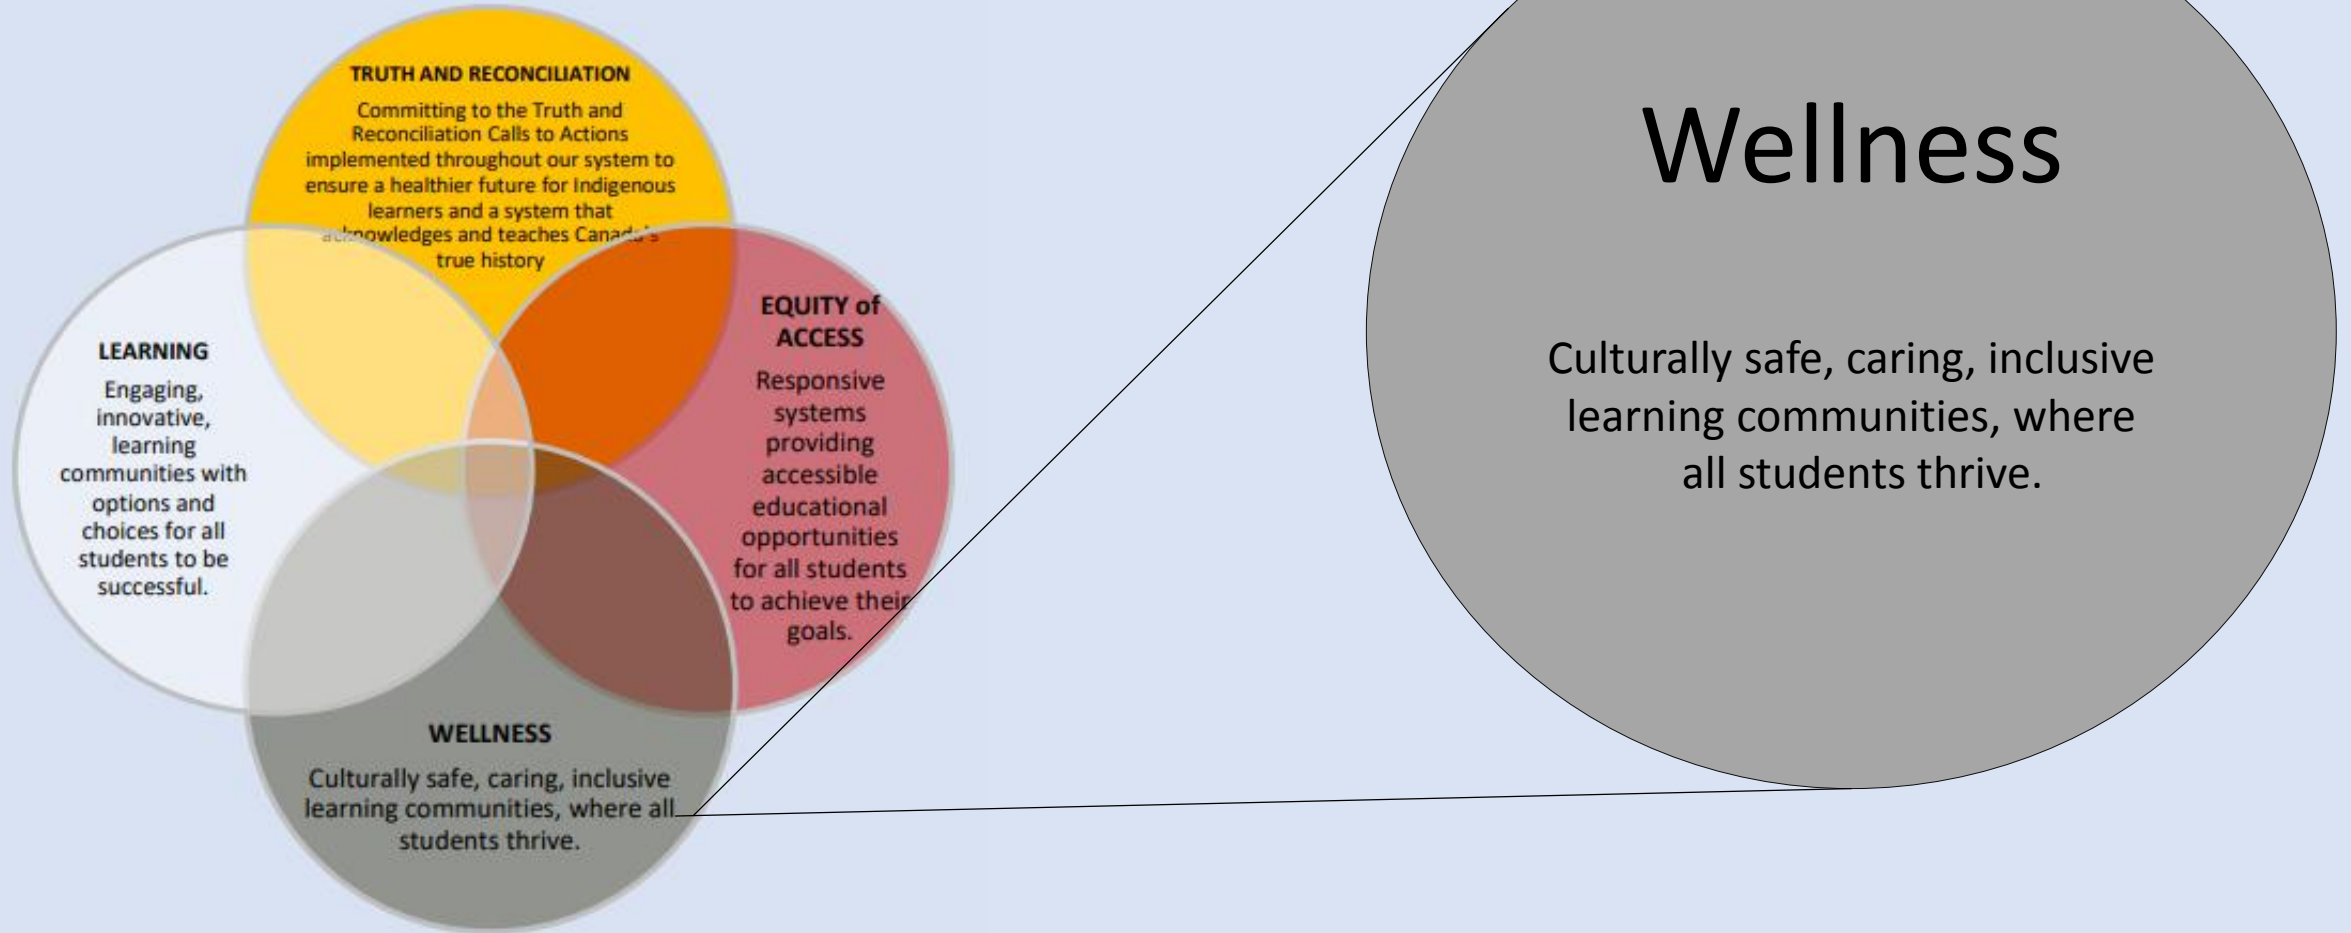 TRUTH AND RECONCILIATION
Committing to the Truth and
Reconciliation Calls to Actions
implemented throughout our system to
ensure a healthier future for Indigenous
learners and a system that
acknowledges and teaches Canada's
true history
LEARNING
Engaging,
innovative,
learning
communities with
options and
choices for all
students to be
successful.
EQUITY of
ACCESS
Responsive
systems
providing
accessible
educational
opportunities
for all students
to achieve their
goals.
WELLNESS
Culturally safe, caring, inclusive
learning communities, where all
students thrive.
Wellness
Culturally safe, caring, inclusive
learning communities, where
all students thrive.